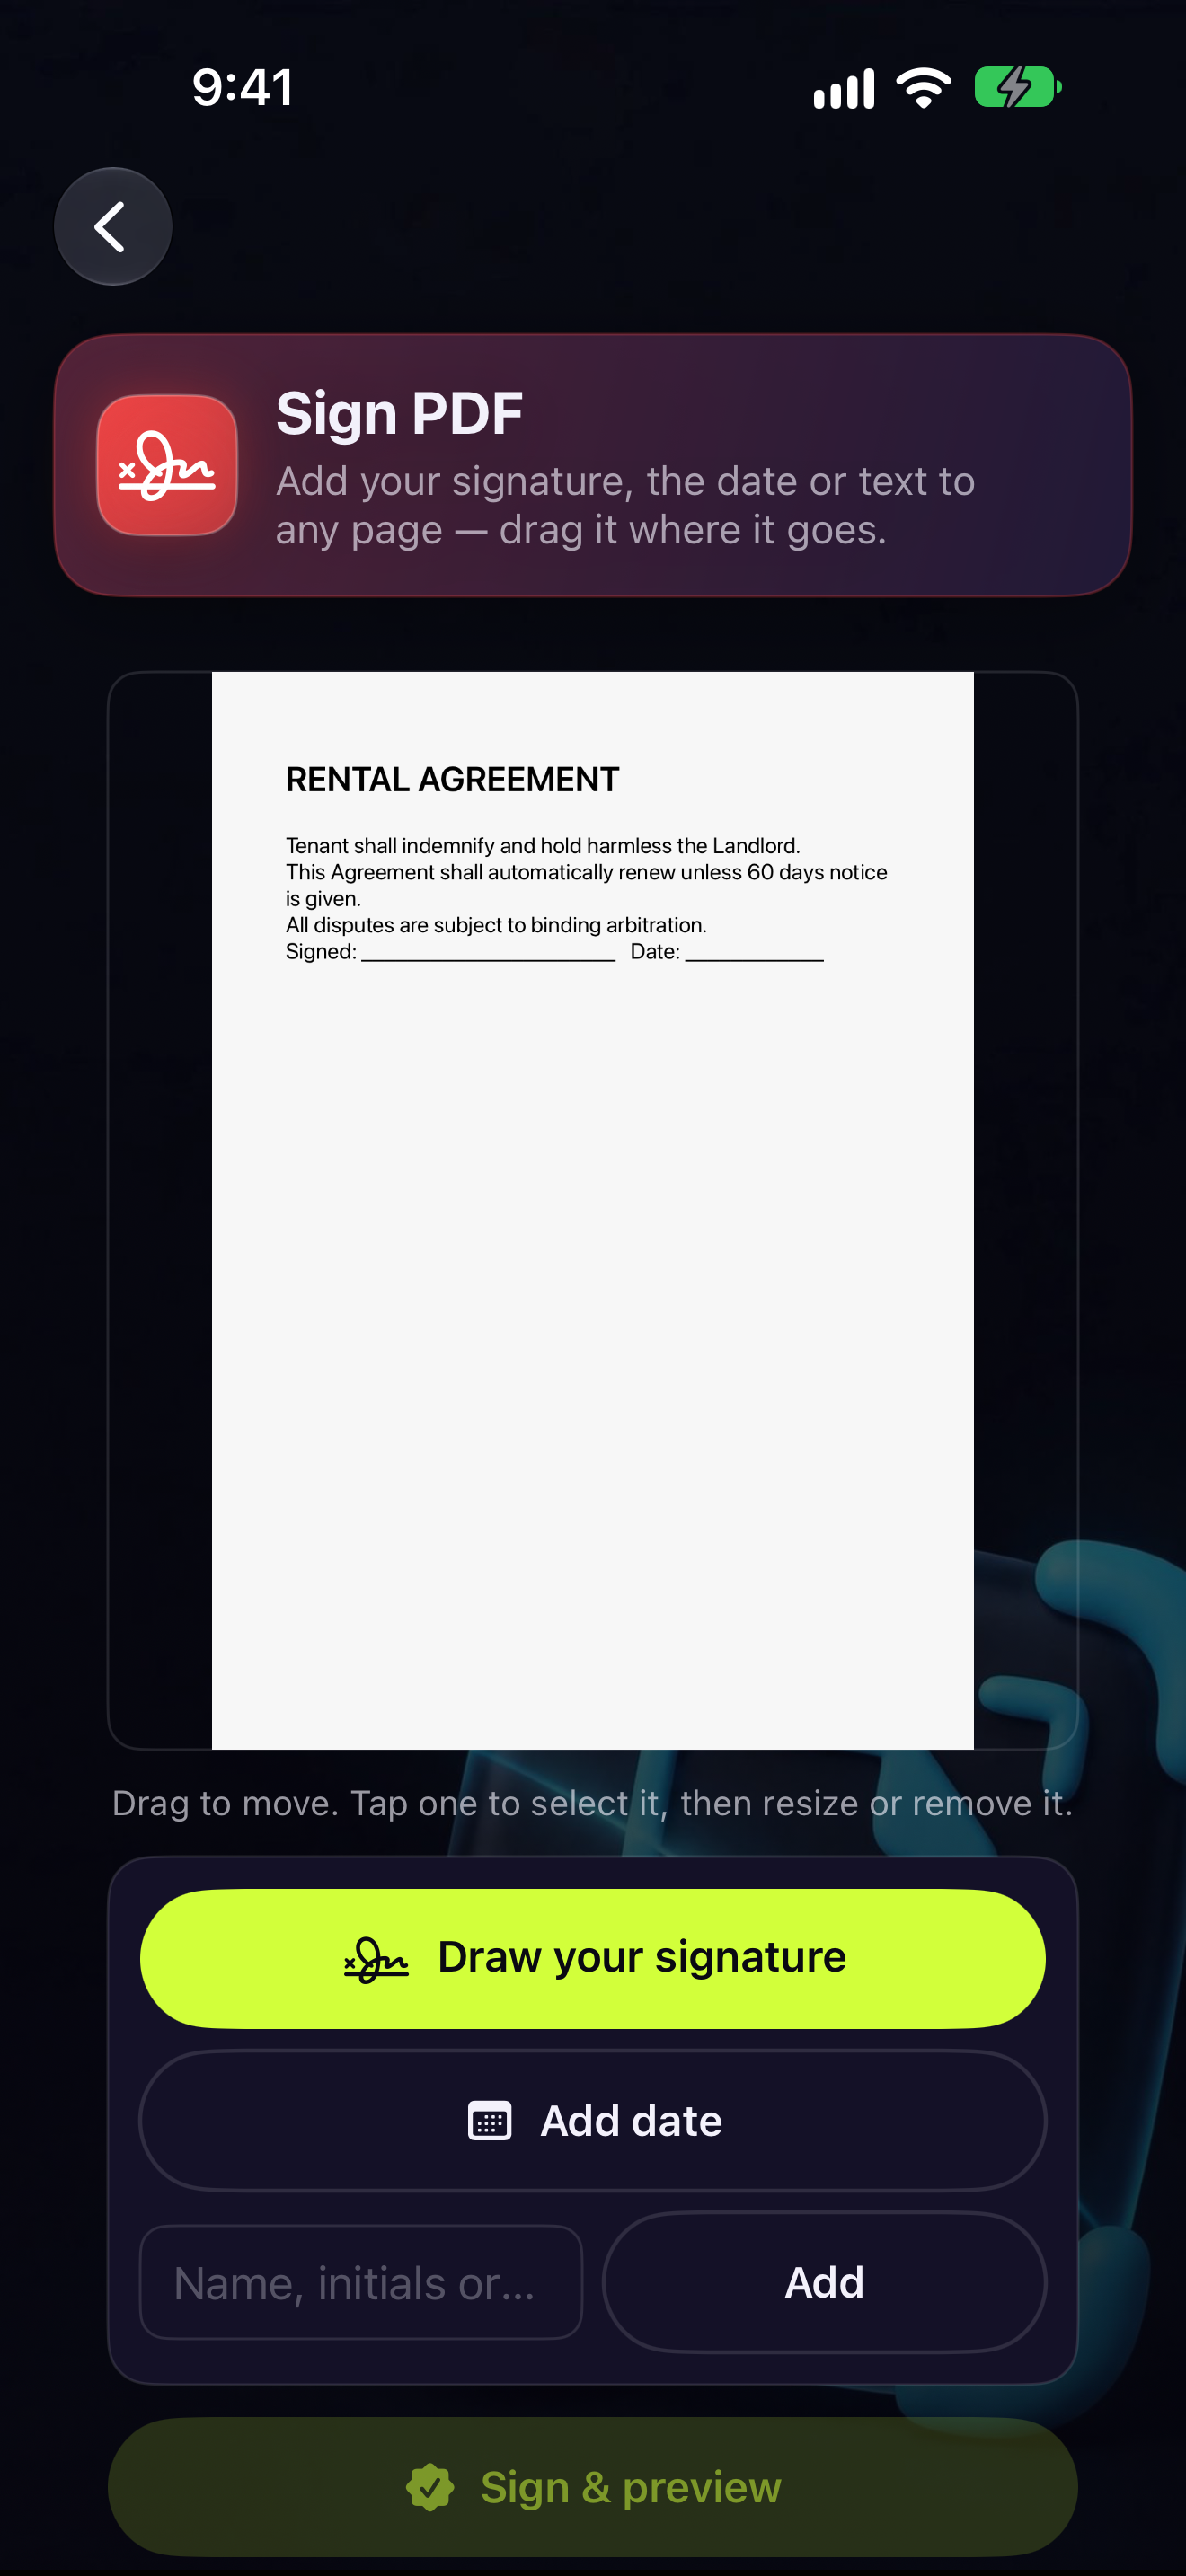 9:41
Sign PDF
Add your signature, the date or text to
any page — drag it where it goes.
RENTAL AGREEMENT
Tenant shall indemnify and hold harmless the Landlord.
This Agreement shall automatically renew unless 60 days notice
is given.
All disputes are subject to binding arbitration.
Signed: ______________________ Date: ____________
Drag to move. Tap one to select it, then resize or remove it.
Draw your signature
Add date
Name, initials or...
Add
Sign & preview